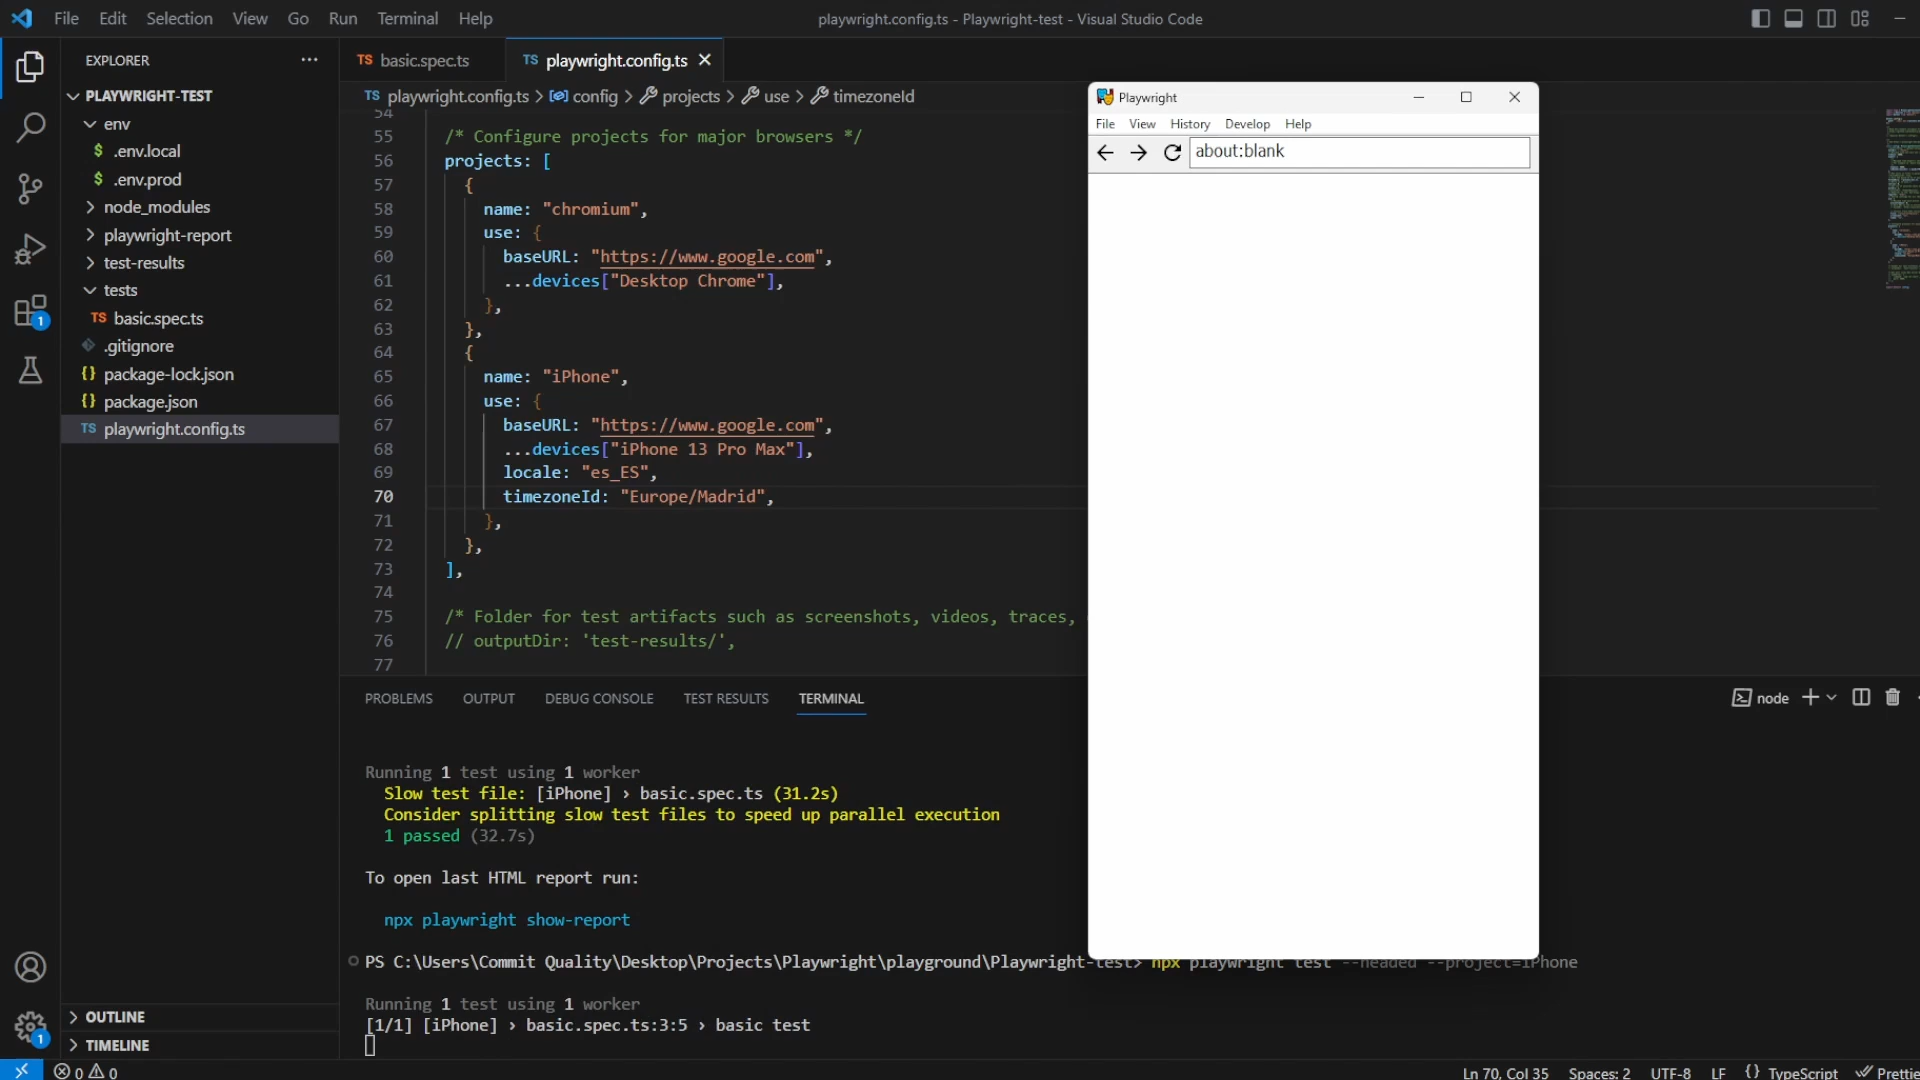 File Edit Selection View Go Run Terminal Help
playwright.config.ts - Playwright-test - Visual Studio Code
EXPLORER
PLAYWRIGHT-TEST
env
$ .env.local
$ .env.prod
node_modules
playwright-report
test-results
tests
TS basic.spec.ts
.gitignore
{} package-lock.json
{} package.json
TS playwright.config.ts
OUTLINE
TIMELINE
1
1
TS basic.spec.ts
TS playwright.config.ts
TS playwright.config.ts > config > projects > use > timezoneId
54
55 /* Configure projects for major browsers */
56 projects: [
57 {
58 name: "chromium",
59 use: {
60 baseURL: "https://www.google.com",
61 ...devices["Desktop Chrome"],
62 },
63 },
64 {
65 name: "iPhone",
66 use: {
67 baseURL: "https://www.google.com",
68 ...devices["iPhone 13 Pro Max"],
69 locale: "es_ES",
70 timezoneId: "Europe/Madrid",
71 },
72 },
73 ],
74
75 /* Folder for test artifacts such as screenshots, videos, traces,
76 // outputDir: 'test-results/',
77
Playwright
File View History Develop Help
about:blank
PROBLEMS OUTPUT DEBUG CONSOLE TEST RESULTS TERMINAL
node
Running 1 test using 1 worker
Slow test file: [iPhone] › basic.spec.ts (31.2s)
Consider splitting slow test files to speed up parallel execution
1 passed (32.7s)
To open last HTML report run:
npx playwright show-report
PS C:\Users\Commit Quality\Desktop\Projects\Playwright\playground\Playwright-test> npx playwright test --headed --project=iPhone
Running 1 test using 1 worker
[1/1] [iPhone] › basic.spec.ts:3:5 › basic test
0 0
Ln 70, Col 35 Spaces: 2 UTF-8 LF {} TypeScript Prettie